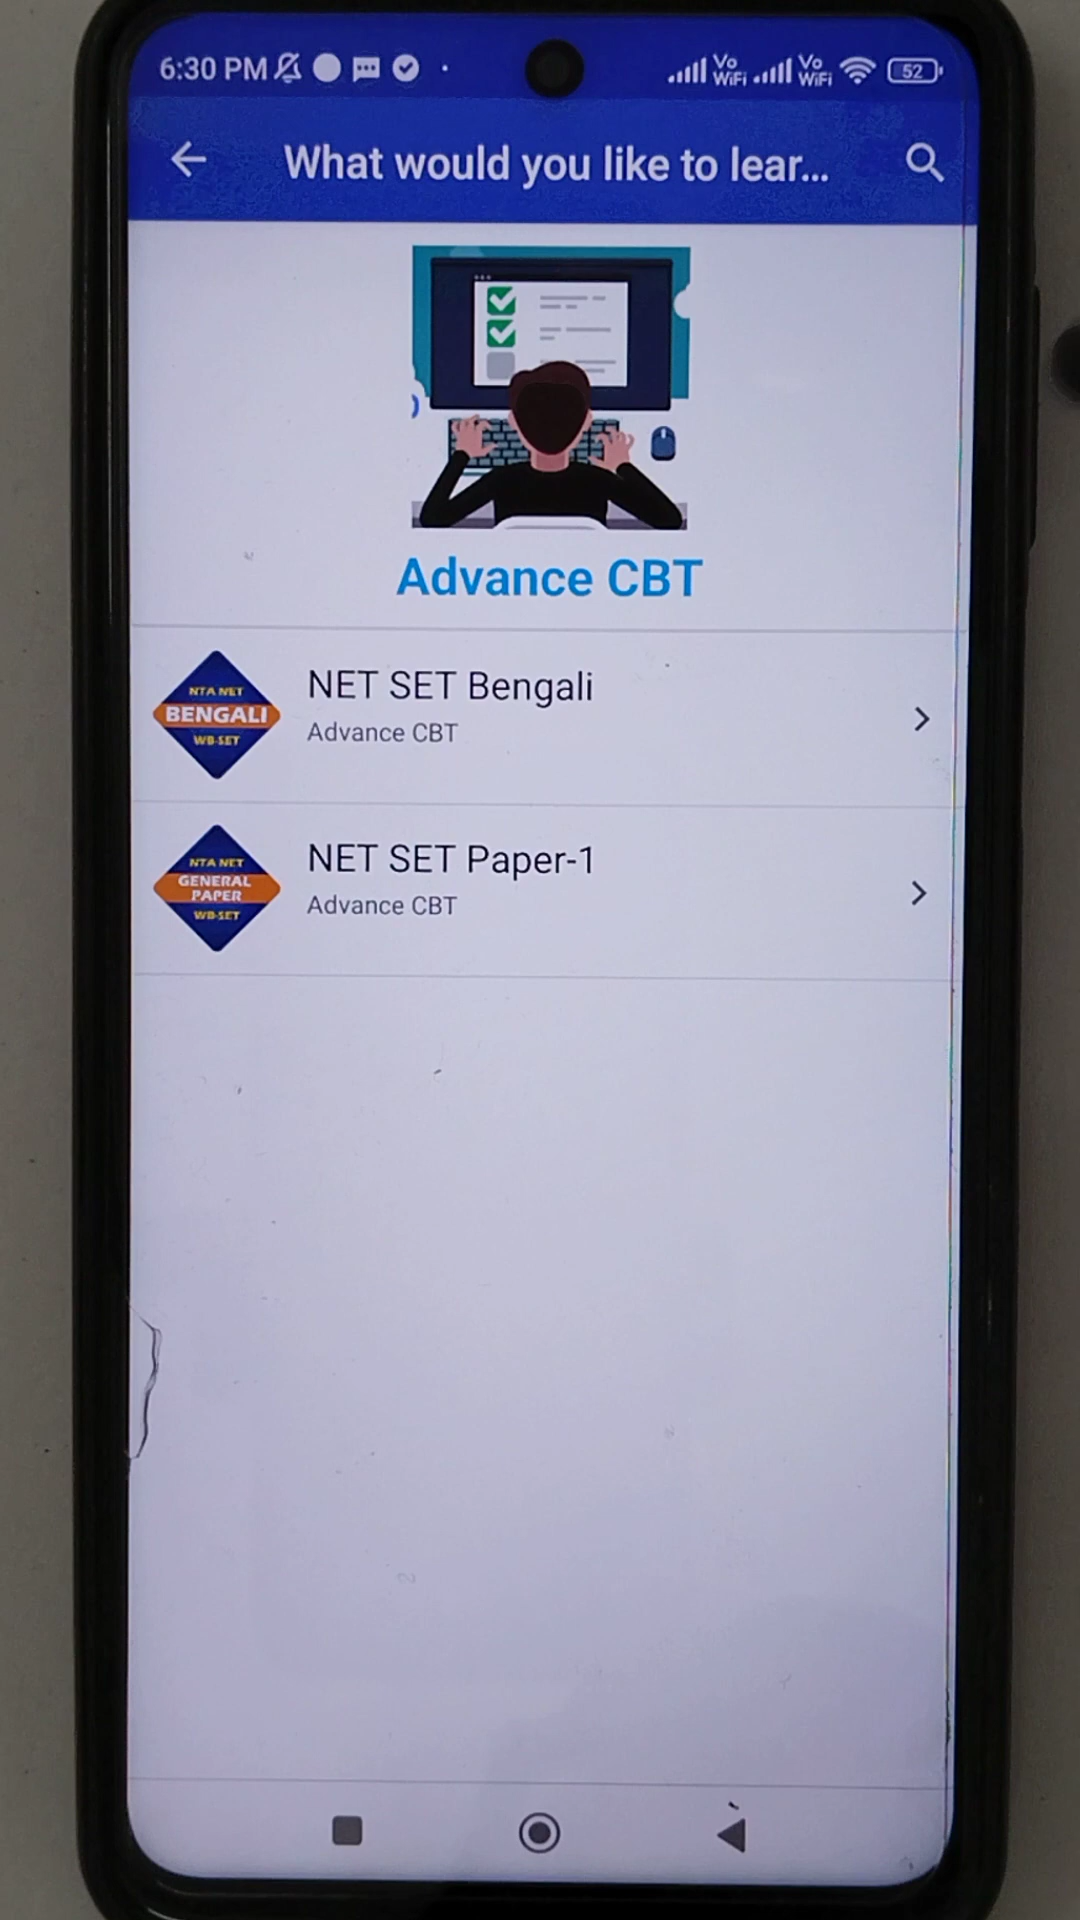 6:30 PM
Vo WiFi Vo WiFi 52
What would you like to lear...
Advance CBT
NTA NET
BENGALI
WB-SET
NET SET Bengali
Advance CBT
NTA NET
GENERAL
PAPER
WB-SET
NET SET Paper-1
Advance CBT